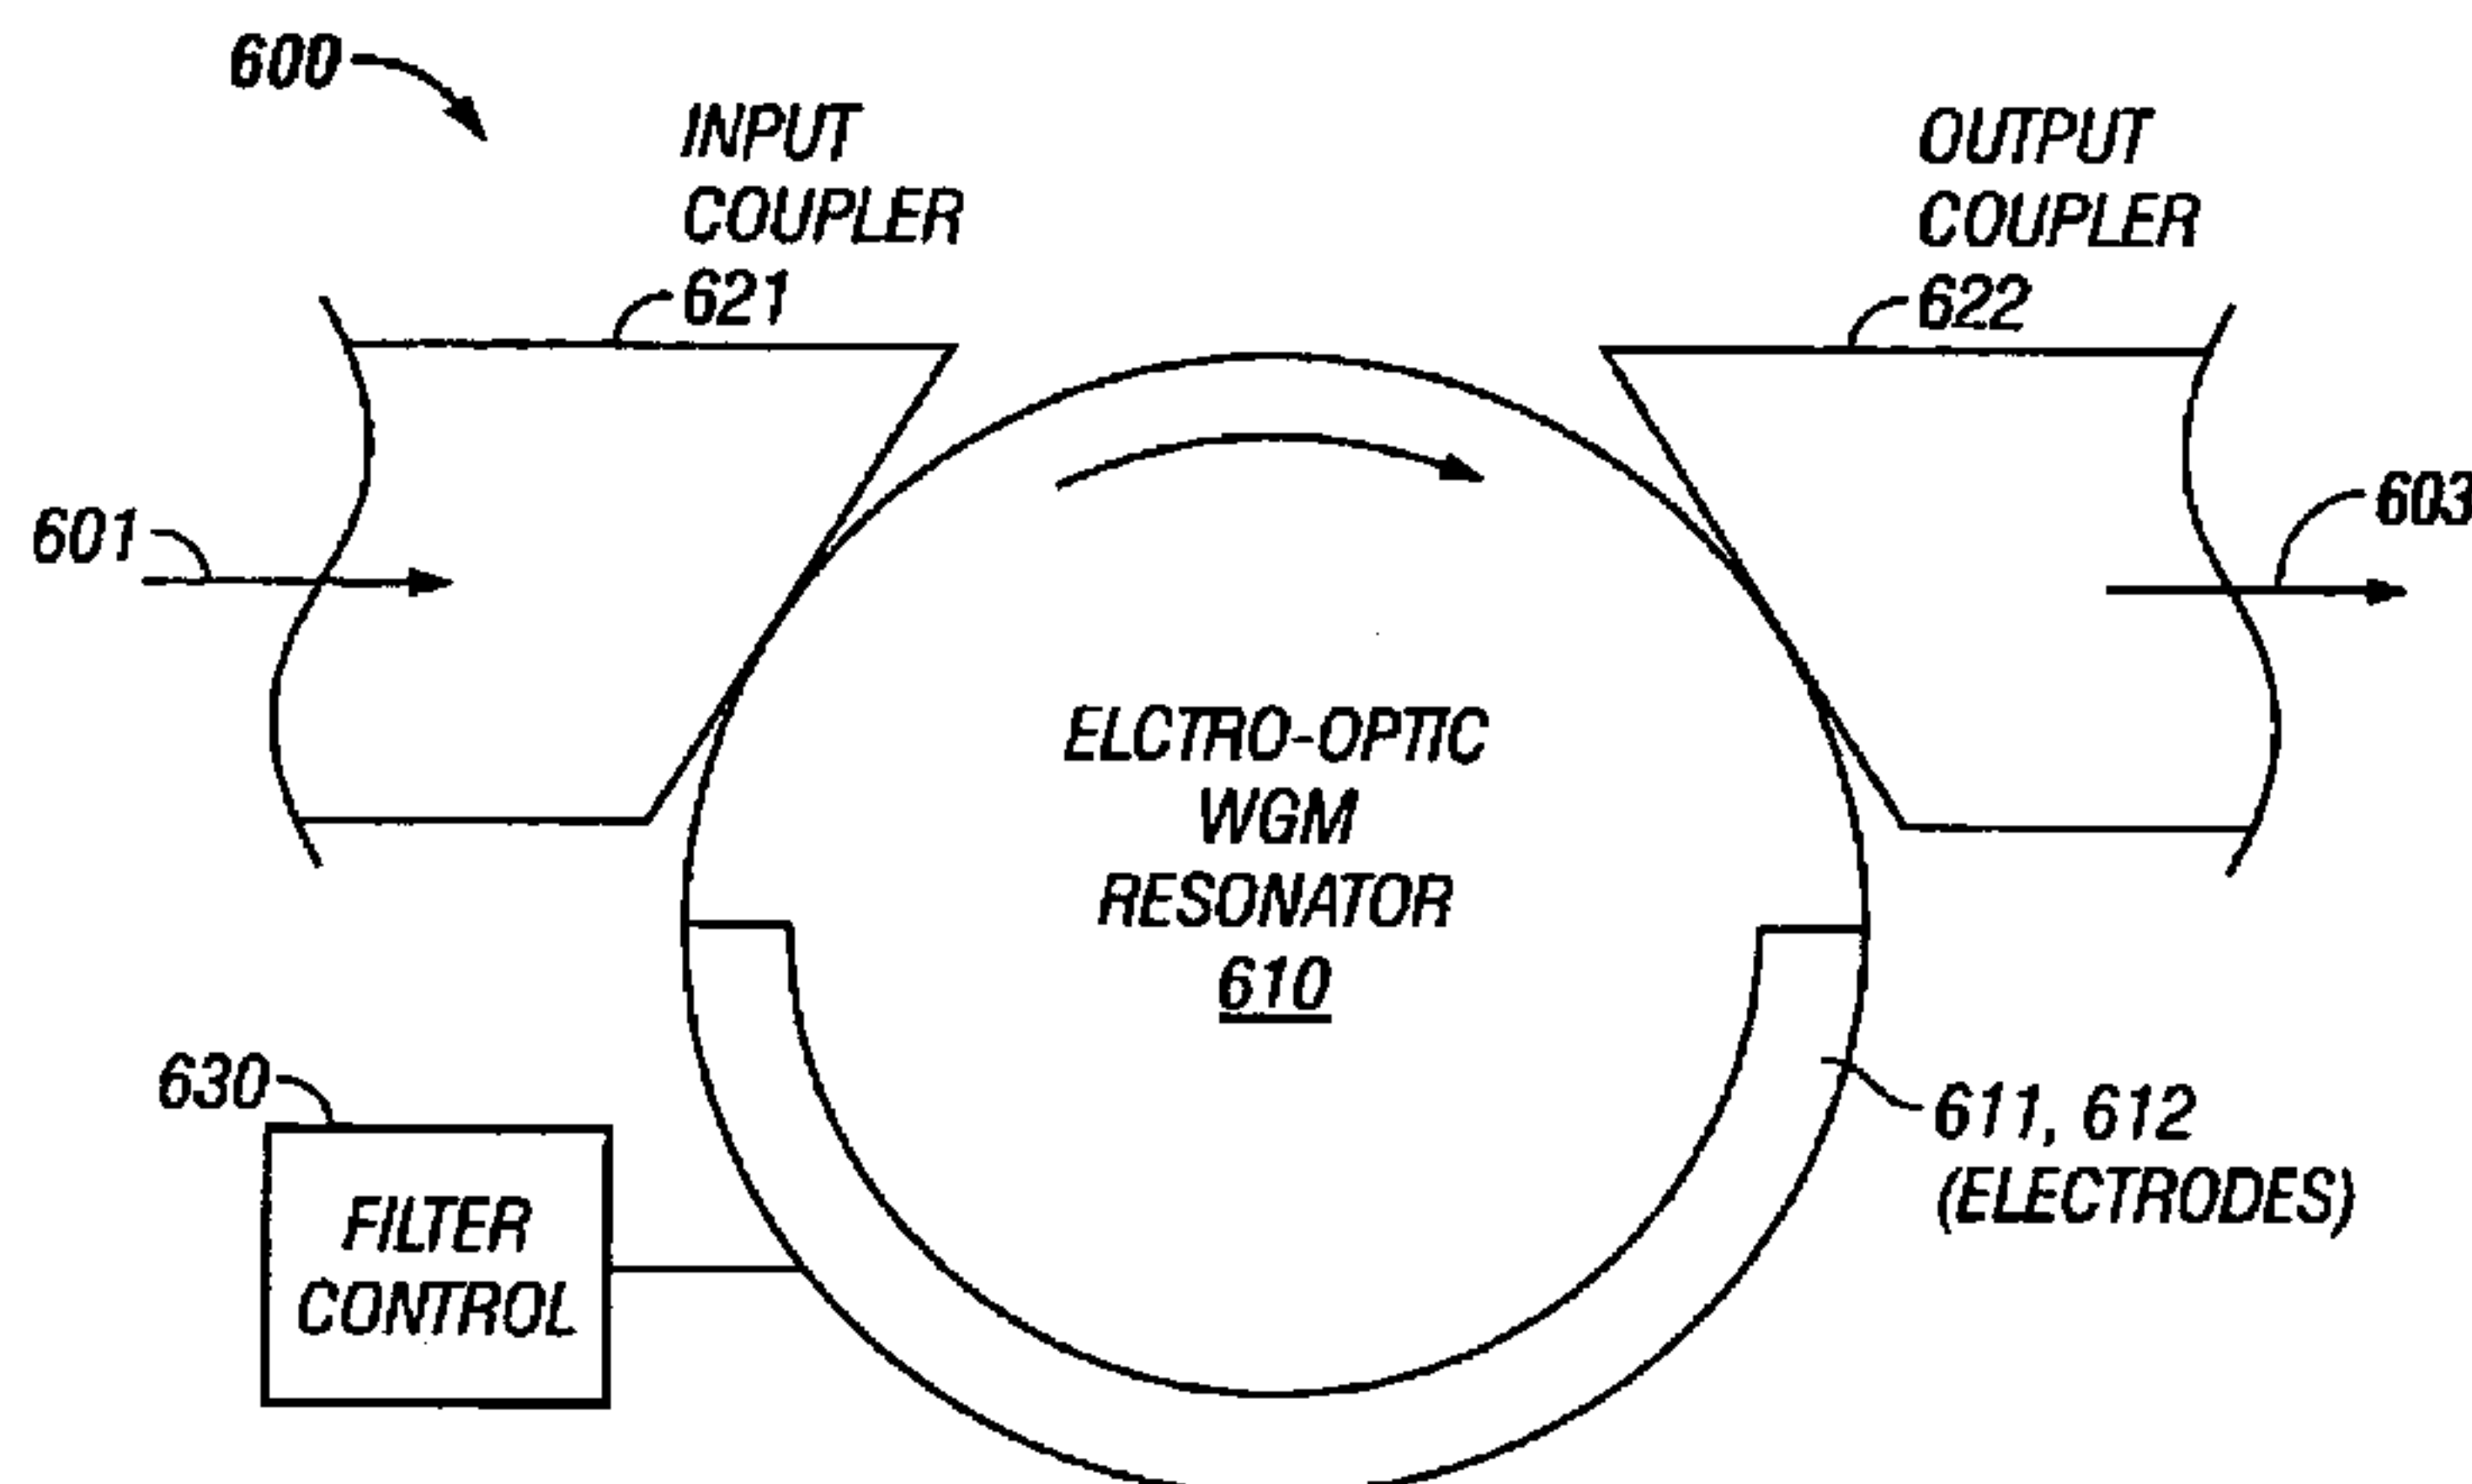 600
INPUT
COUPLER
621
OUTPUT
COUPLER
622
601
603
ELCTRO-OPTIC
WGM
RESONATOR
610
630
FILTER
CONTROL
611, 612
(ELECTRODES)